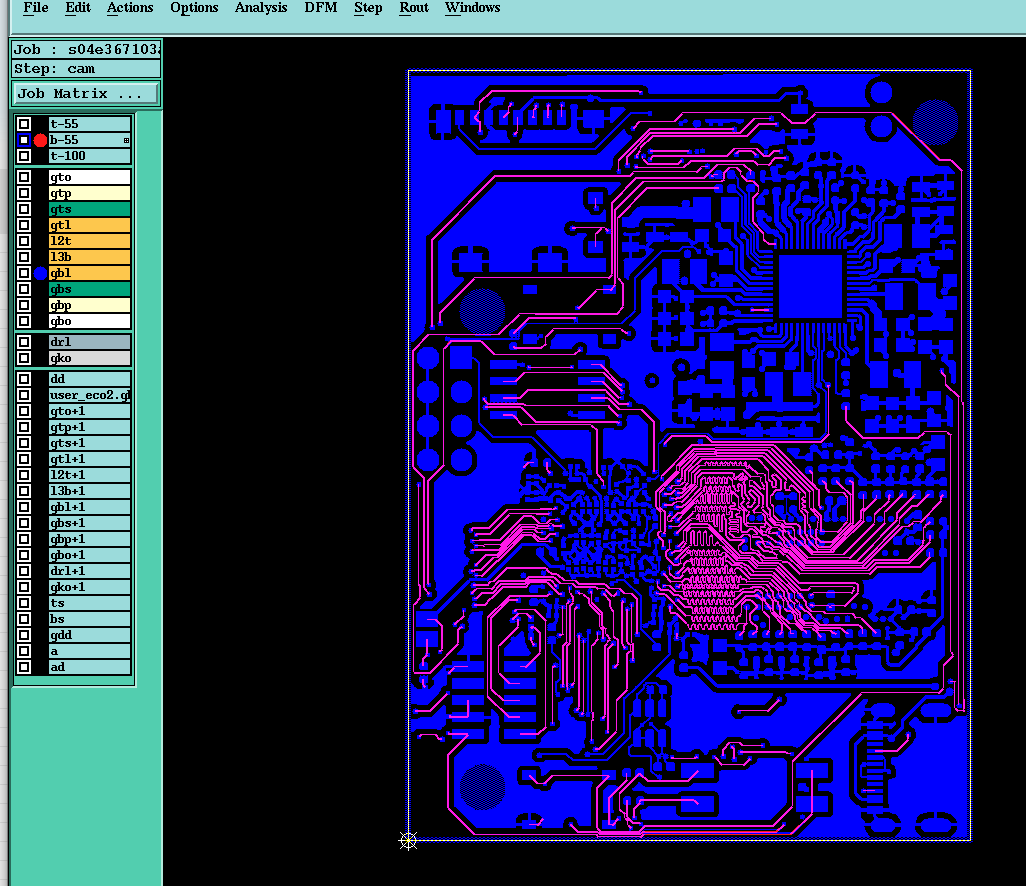 File Edit Actions Options Analysis DFM Step Rout Windows
Job : s04e367103
Step: cam
Job Matrix ...
t-55
b-55
t-100
gto
gtp
gts
gtl
l2t
l3b
gbl
gbs
gbp
gbo
drl
gko
dd
user_eco2.g
gto+1
gtp+1
gts+1
gtl+1
l2t+1
l3b+1
gbl+1
gbs+1
gbp+1
gbo+1
drl+1
gko+1
ts
bs
gdd
a
ad